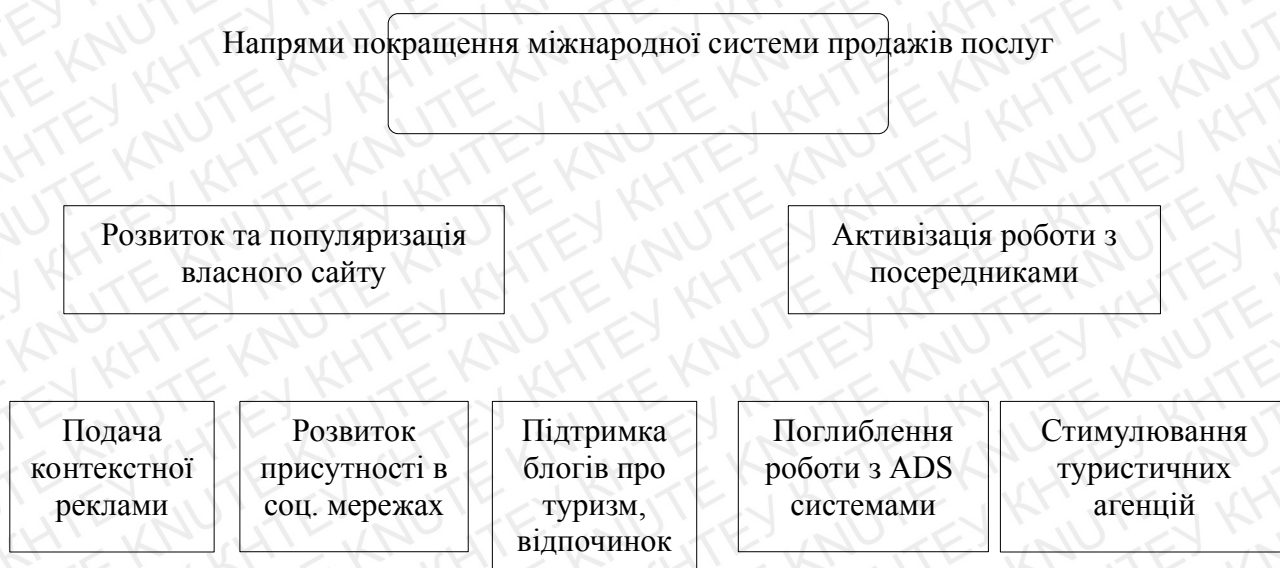 Напрями покращення міжнародної системи продажів послуг
Розвиток та популяризація
власного сайту
Активізація роботи з
посередниками
Подача
контекстної
реклами
Розвиток
присутності в
соц. мережах
Підтримка
блогів про
туризм,
відпочинок
Поглиблення
роботи з ADS
системами
Стимулювання
туристичних
агенцій